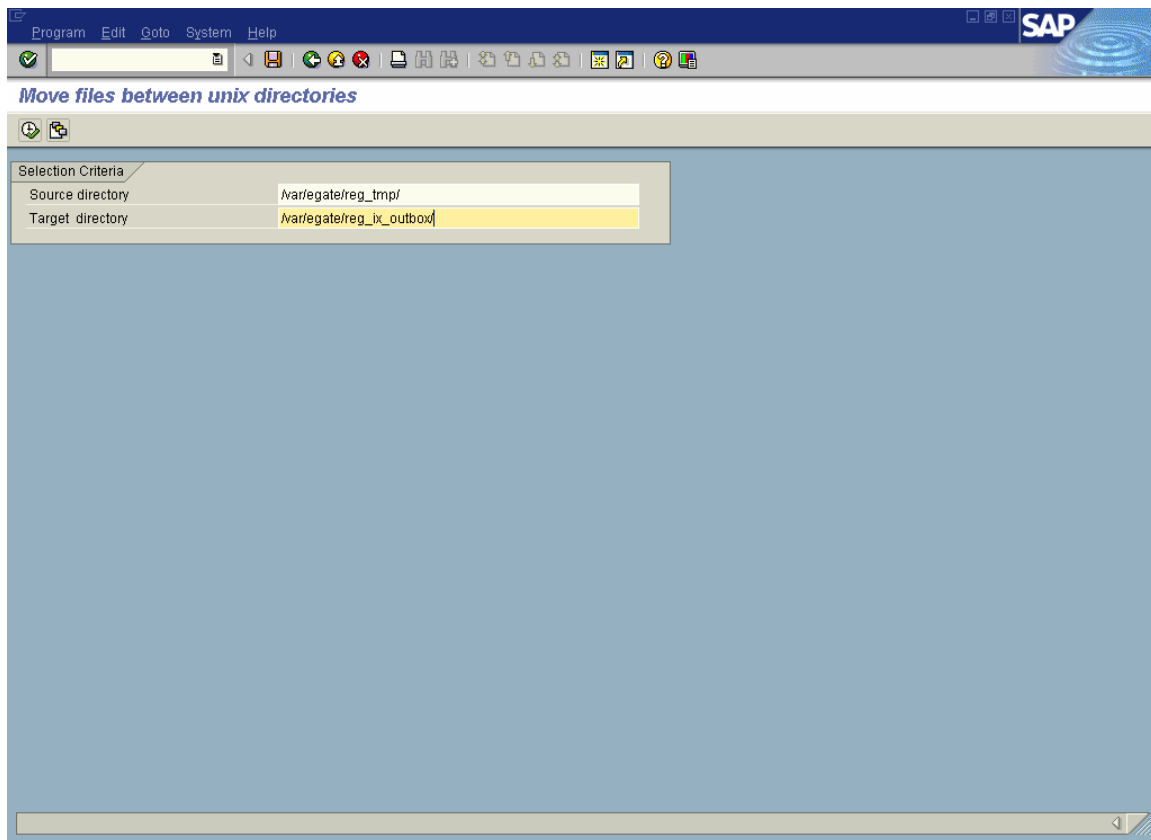 Program Edit Goto System Help
SAP
Move files between unix directories
Selection Criteria
Source directory /var/egate/reg_tmp/
Target directory /var/egate/reg_ix_outbox/